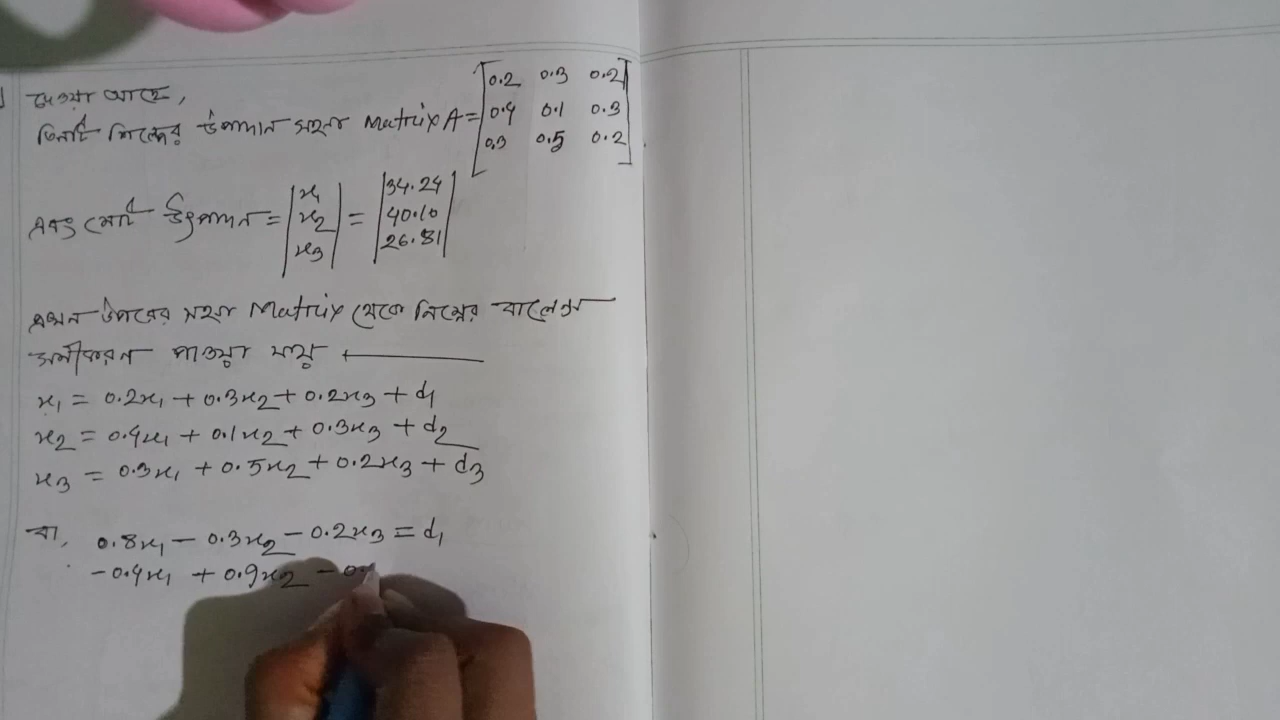 দেওয়া আছে,
তিনটি শিল্পের উপাদান সহগ Matrix A = [0.2 0.3 0.2
0.4 0.1 0.3
0.3 0.5 0.2]
এবং মোট উৎপাদন = |x₁ x₂ x₃| = |34.24 40.10 26.81|
এখন উপরের সহগ Matrix থেকে নিম্নের ব্যালেন্স
সমীকরণ পাওয়া যায়
x₁ = 0.2x₁ + 0.3x₂ + 0.2x₃ + d₁
x₂ = 0.4x₁ + 0.1x₂ + 0.3x₃ + d₂
x₃ = 0.3x₁ + 0.5x₂ + 0.2x₃ + d₃
বা, 0.8x₁ − 0.3x₂ − 0.2x₃ = d₁
−0.4x₁ + 0.9x₂ − 0.